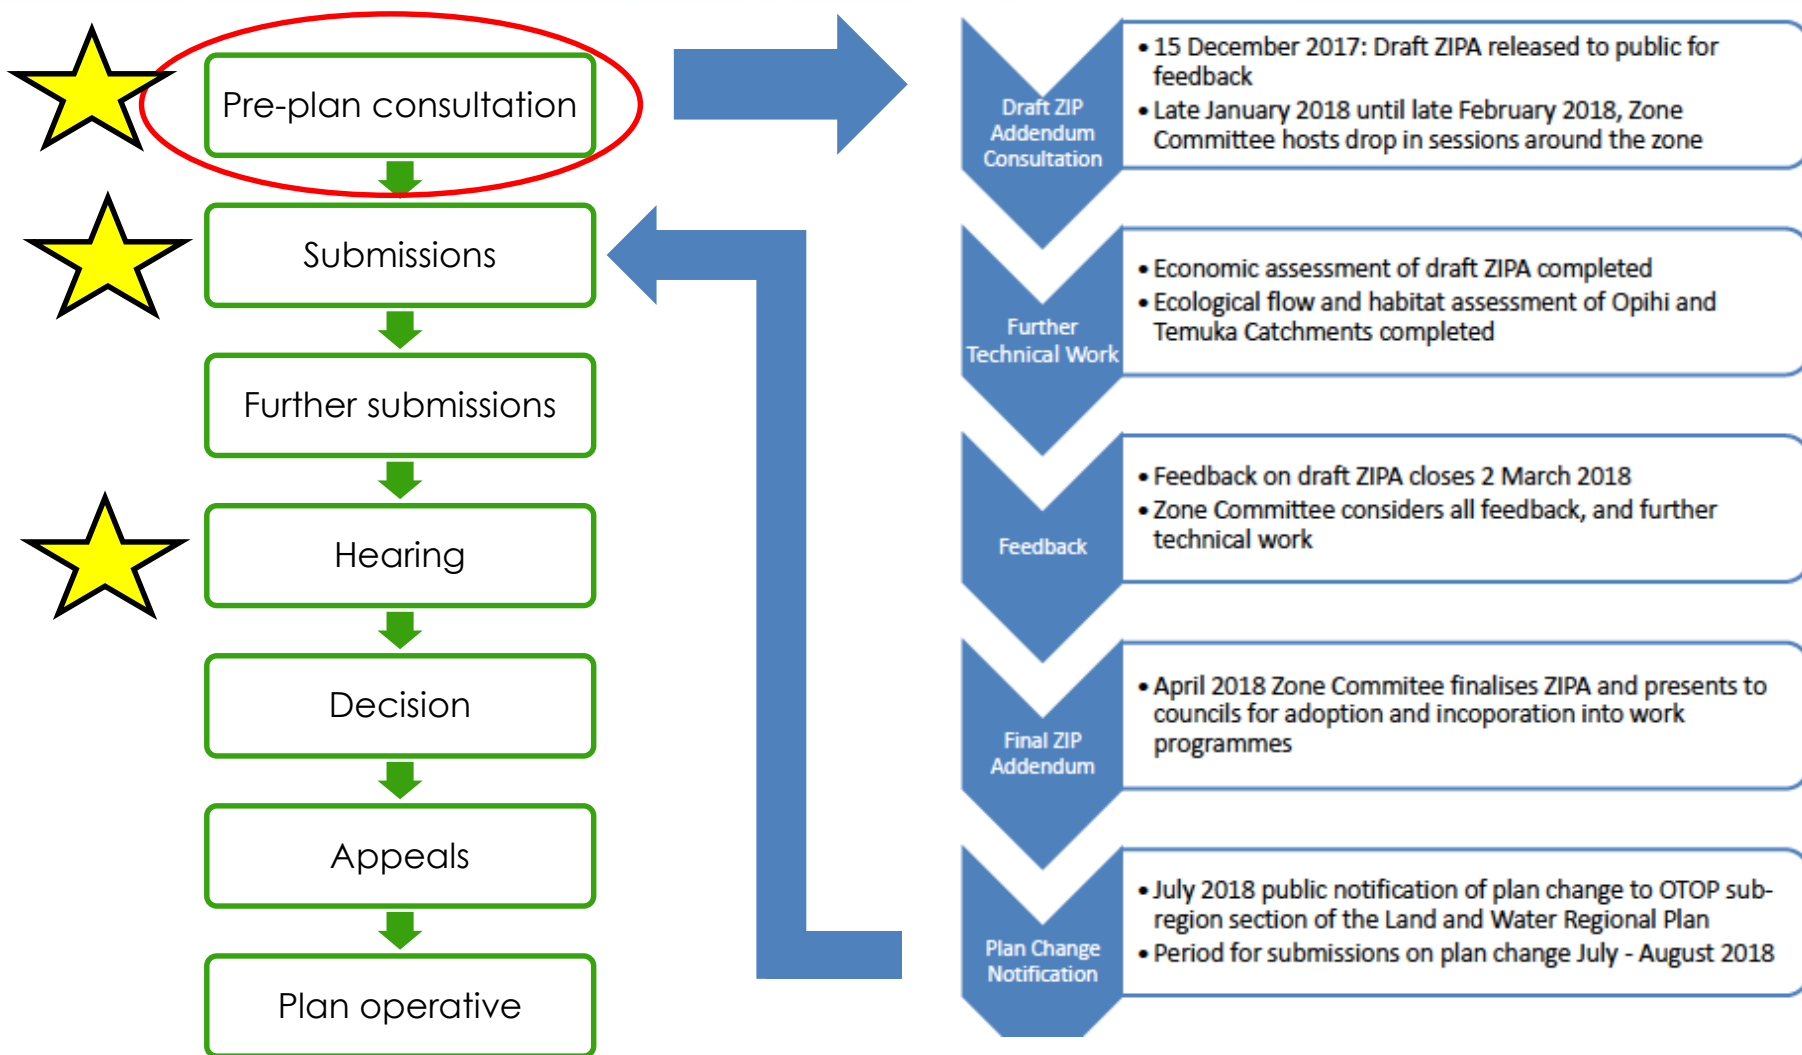 Pre-plan consultation
Submissions
Further submissions
Hearing
Decision
Appeals
Plan operative
Draft ZIP
Addendum
Consultation
• 15 December 2017: Draft ZIPA released to public for
feedback
• Late January 2018 until late February 2018, Zone
Committee hosts drop in sessions around the zone
Further
Technical Work
• Economic assessment of draft ZIPA completed
• Ecological flow and habitat assessment of Opihi and
Temuka Catchments completed
Feedback
• Feedback on draft ZIPA closes 2 March 2018
• Zone Committee considers all feedback, and further
technical work
Final ZIP
Addendum
• April 2018 Zone Commitee finalises ZIPA and presents to
councils for adoption and incoporation into work
programmes
Plan Change
Notification
• July 2018 public notification of plan change to OTOP sub-
region section of the Land and Water Regional Plan
• Period for submissions on plan change July - August 2018